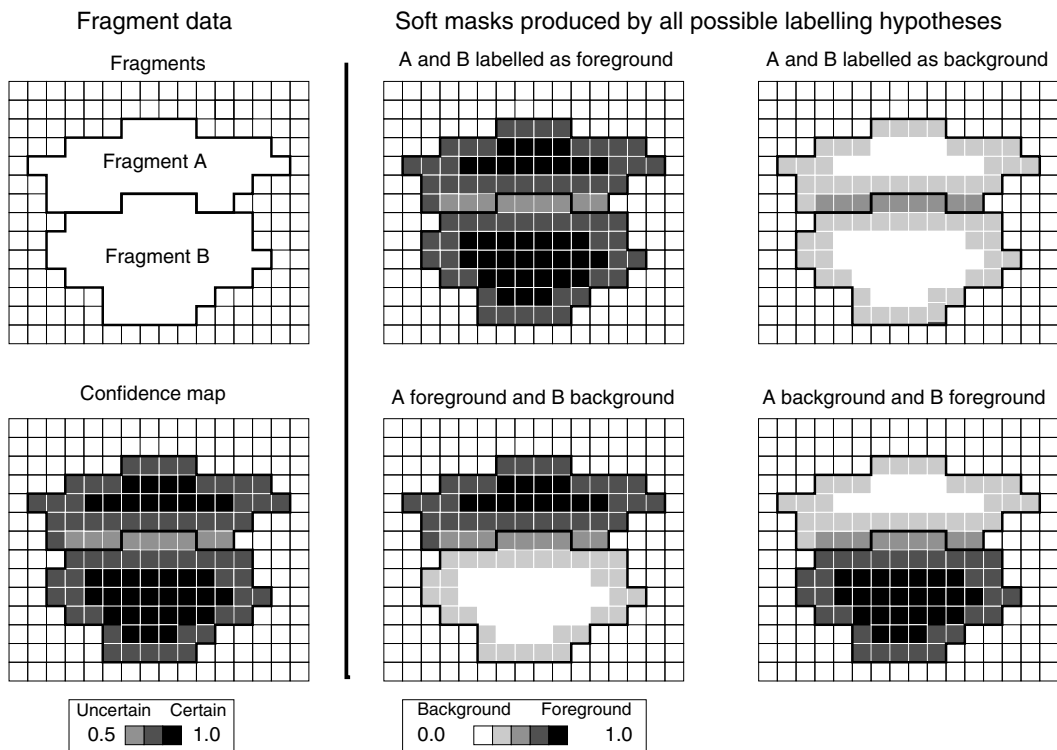 Fragment data
Soft masks produced by all possible labelling hypotheses
Fragments
A and B labelled as foreground
A and B labelled as background
Fragment A
Fragment B
Confidence map
A foreground and B background
A background and B foreground
Uncertain Certain
0.5 1.0
Background Foreground
0.0 1.0